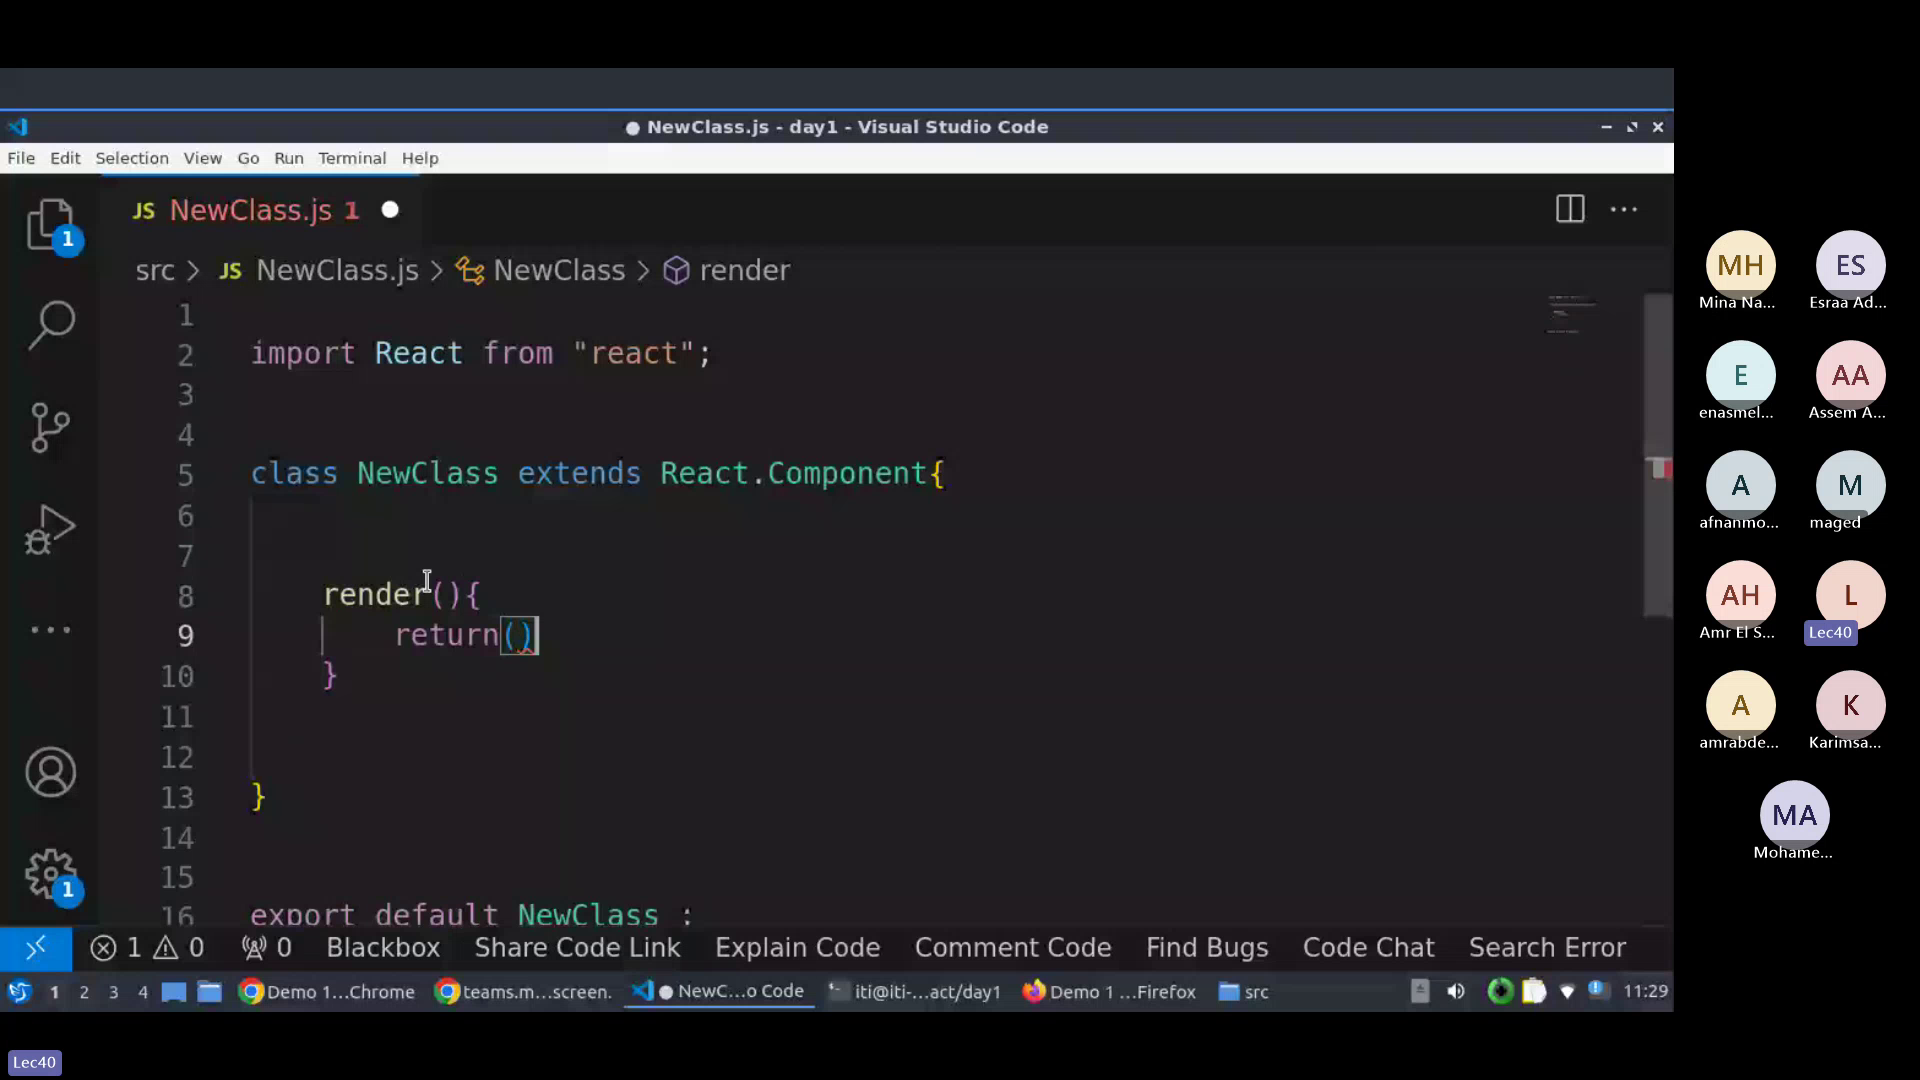 NewClass.js - day1 - Visual Studio Code
File Edit Selection View Go Run Terminal Help
JS NewClass.js 1
1
src > JS NewClass.js > NewClass > render
1
2 import React from "react";
3
4
5 class NewClass extends React.Component{
6
7
8 render(){
9 return()
10 }
11
12
13 }
14
15
16 export default NewClass ;
1
1 0 0 Blackbox Share Code Link Explain Code Comment Code Find Bugs Code Chat Search Error
1 2 3 4 Demo 1...Chrome teams.m...screen. NewC...o Code iti@iti-...act/day1 Demo 1 ...Firefox src 11:29
MH ES
Mina Na... Esraa Ad...
E AA
enasmel... Assem A...
A M
afnanmo... maged
AH L
Amr El S... Lec40
A K
amrabde... Karimsa...
MA
Mohame...
Lec40